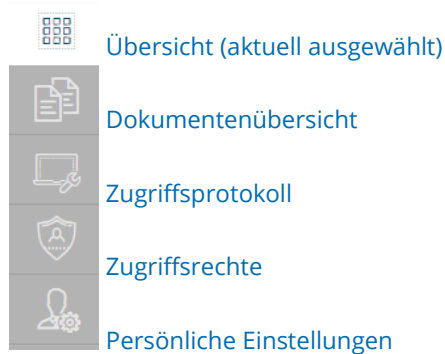 Übersicht (aktuell ausgewählt)
Dokumentenübersicht
Zugriffsprotokoll
Zugriffsrechte
Persönliche Einstellungen